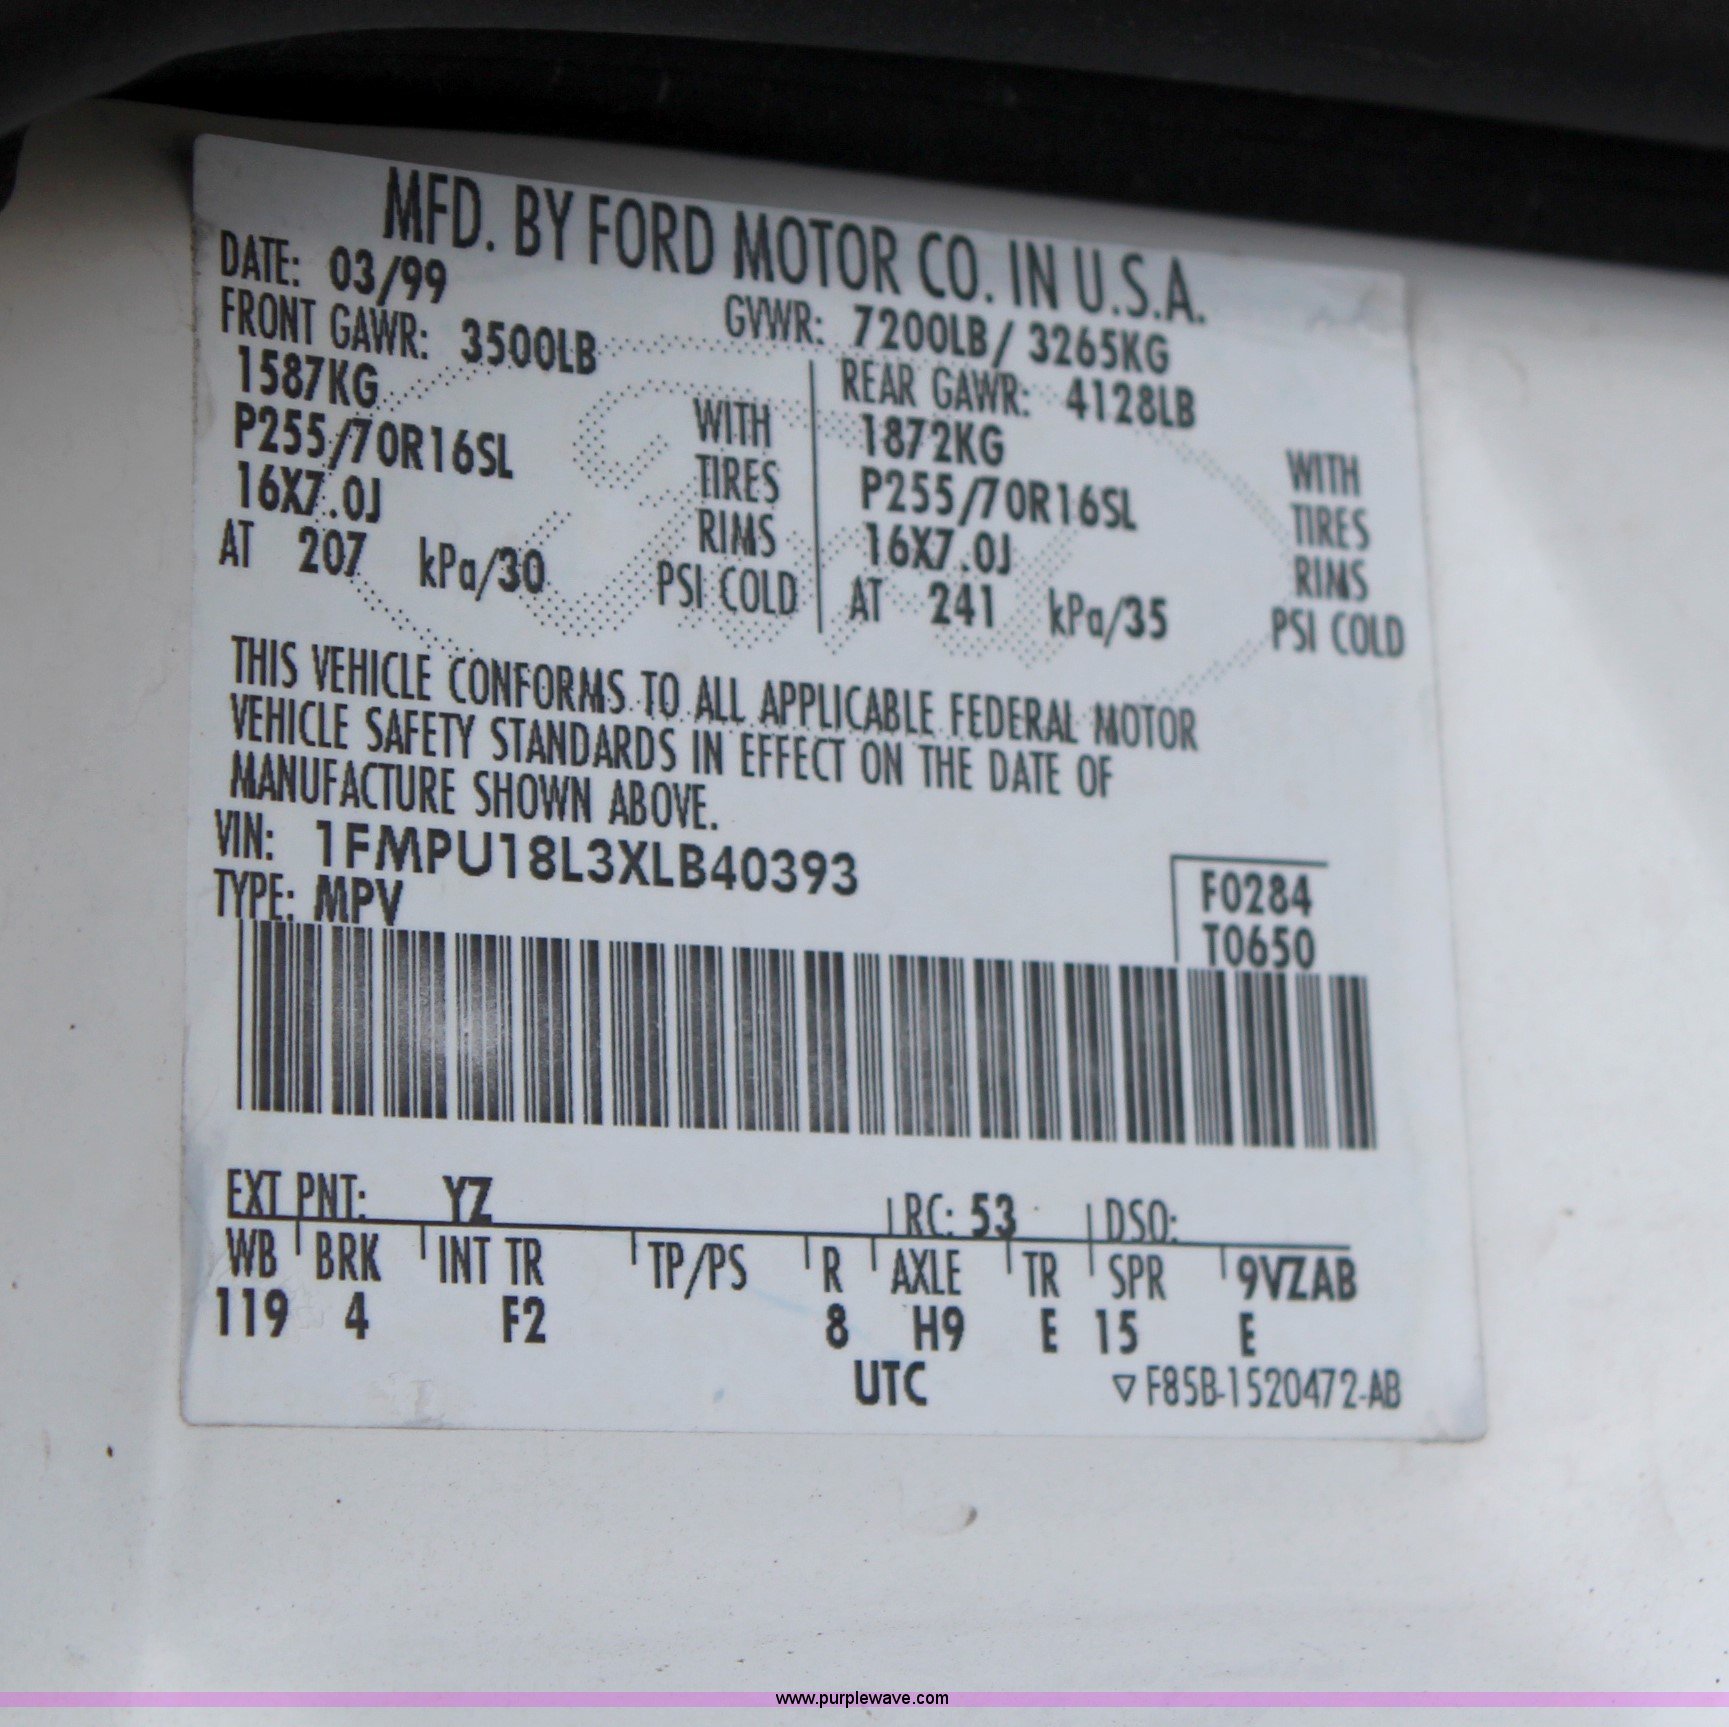 MFD. BY FORD MOTOR CO. IN U.S.A.
DATE: 03/99 GVWR: 7200LB/ 3265KG
FRONT GAWR: 3500LB REAR GAWR: 4128LB
1587KG WITH 1872KG WITH
P255/70R16SL TIRES P255/70R16SL TIRES
16X7.0J RIMS 16X7.0J RIMS
AT 207 kPa/30 PSI COLD AT 241 kPa/35 PSI COLD
THIS VEHICLE CONFORMS TO ALL APPLICABLE FEDERAL MOTOR
VEHICLE SAFETY STANDARDS IN EFFECT ON THE DATE OF
MANUFACTURE SHOWN ABOVE.
VIN: 1FMPU18L3XLB40393 F0284
TYPE: MPV T0650
EXT PNT: YZ RC: 53 DSO:
WB BRK INT TR TP/PS R AXLE TR SPR 9VZAB
119 4 F2 8 H9 E 15 E
UTC ▽ F85B-1520472-AB
www.purplewave.com